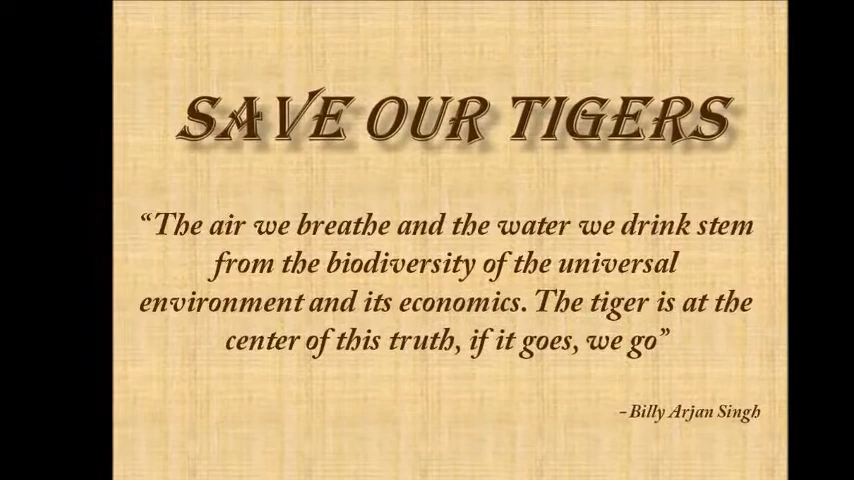 SAVE OUR TIGERS
“The air we breathe and the water we drink stem
from the biodiversity of the universal
environment and its economics. The tiger is at the
center of this truth, if it goes, we go”
- Billy Arjan Singh